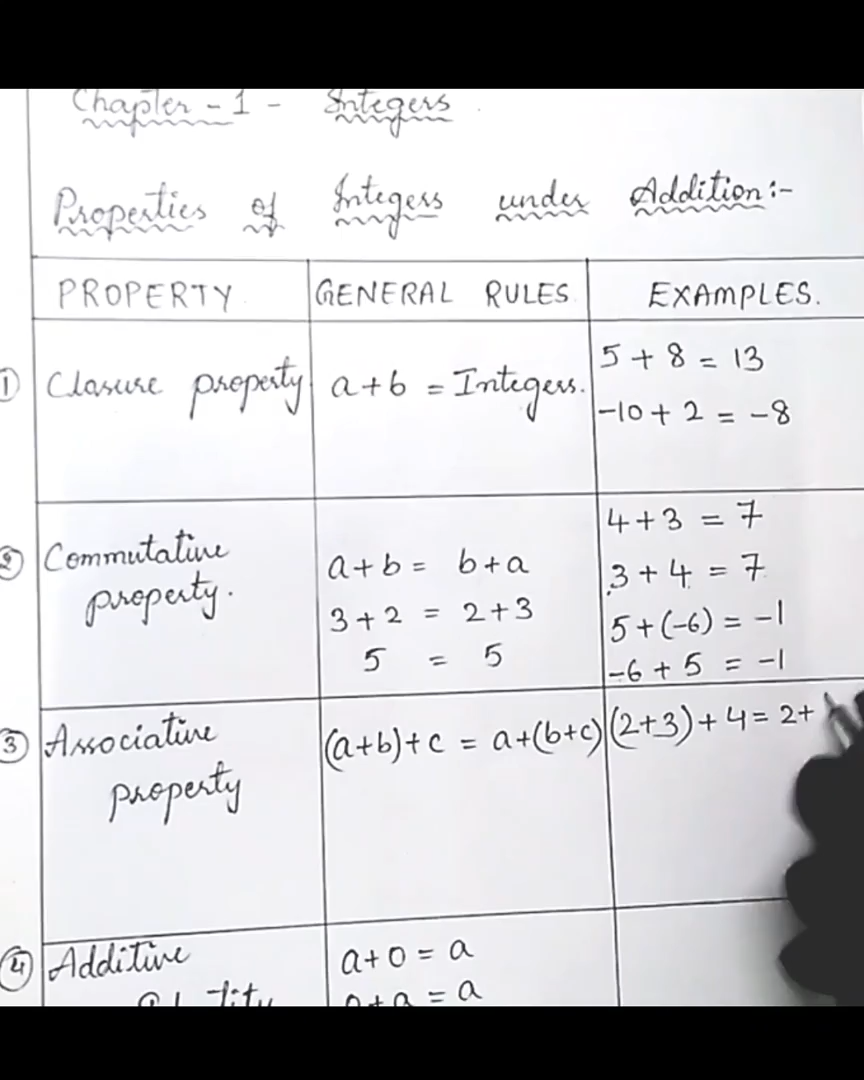 Chapter - 1 - Integers
Properties of Integers under Addition:-
PROPERTY GENERAL RULES EXAMPLES.
① Closure property a+b = Integers. 5 + 8 = 13
-10 + 2 = -8
② Commutative property. a+b = b+a
3+2 = 2+3
5 = 5
4+3 = 7
3+4 = 7
5+(-6) = -1
-6 + 5 = -1
③ Associative property (a+b)+c = a+(b+c) (2+3)+4 = 2+
④ Additive a+0 = a
= a